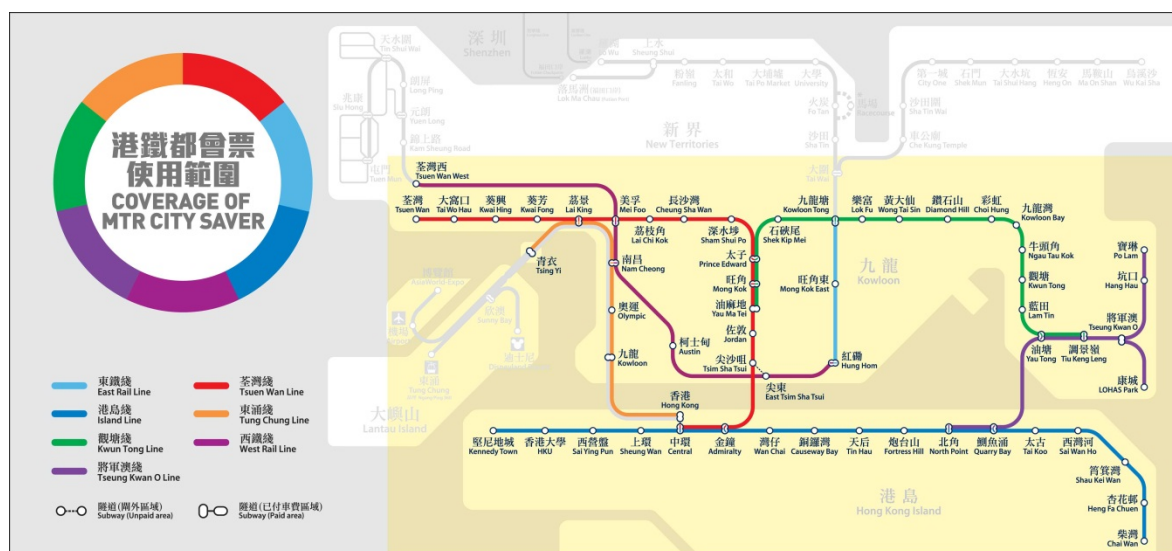 港鐵都會票
使用範圍
COVERAGE OF
MTR CITY SAVER
東鐵綫
East Rail Line
港島綫
Island Line
觀塘綫
Kwun Tong Line
將軍澳綫
Tseung Kwan O Line
荃灣綫
Tsuen Wan Line
東涌綫
Tung Chung Line
西鐵綫
West Rail Line
隧道(閘外區域)
Subway (Unpaid area)
隧道(已付車費區域)
Subway (Paid area)
深圳
Shenzhen
天水圍
Tin Shui Wai
朗屏
Long Ping
兆康
Siu Hong
元朗
Yuen Long
錦上路
Kam Sheung Road
屯門
Tuen Mun
上水
Sheung Shui
Lok Ma Chau
粉嶺
Fanling
太和
Tai Wo
大埔墟
Tai Po Market
大學
University
火炭
Fo Tan
馬場
Racecourse
沙田
Sha Tin
大圍
Tai Wai
第一城
City One
石門
Shek Mun
大水坑
Tai Shui Hang
恆安
Heng On
馬鞍山
Ma On Shan
烏溪沙
Wu Kai Sha
沙田圍
Sha Tin Wai
車公廟
Che Kung Temple
新界
New Territories
荃灣西
Tsuen Wan West
荃灣
Tsuen Wan
大窩口
Tai Wo Hau
葵興
Kwai Hing
葵芳
Kwai Fong
荔景
Lai King
美孚
Mei Foo
荔枝角
Lai Chi Kok
長沙灣
Cheung Sha Wan
深水埗
Sham Shui Po
太子
Prince Edward
旺角
Mong Kok
油麻地
Yau Ma Tei
佐敦
Jordan
尖沙咀
Tsim Sha Tsui
尖東
East Tsim Sha Tsui
石硤尾
Shek Kip Mei
九龍塘
Kowloon Tong
樂富
Lok Fu
黃大仙
Wong Tai Sin
鑽石山
Diamond Hill
彩虹
Choi Hung
九龍灣
Kowloon Bay
牛頭角
Ngau Tau Kok
觀塘
Kwun Tong
藍田
Lam Tin
油塘
Yau Tong
調景嶺
Tiu Keng Leng
寶琳
Po Lam
坑口
Hang Hau
將軍澳
Tseung Kwan O
康城
LOHAS Park
旺角東
Mong Kok East
紅磡
Hung Hom
九龍
Kowloon
青衣
Tsing Yi
南昌
Nam Cheong
奧運
Olympic
柯士甸
Austin
九龍
Kowloon
香港
Hong Kong
博覽館
AsiaWorld-Expo
機場
欣澳
Sunny Bay
迪士尼
東涌
Tung Chung
大嶼山
Lantau Island
堅尼地城
Kennedy Town
香港大學
HKU
西營盤
Sai Ying Pun
上環
Sheung Wan
中環
Central
金鐘
Admiralty
灣仔
Wan Chai
銅鑼灣
Causeway Bay
天后
Tin Hau
炮台山
Fortress Hill
北角
North Point
鰂魚涌
Quarry Bay
太古
Tai Koo
西灣河
Sai Wan Ho
筲箕灣
Shau Kei Wan
杏花邨
Heng Fa Chuen
柴灣
Chai Wan
港島
Hong Kong Island